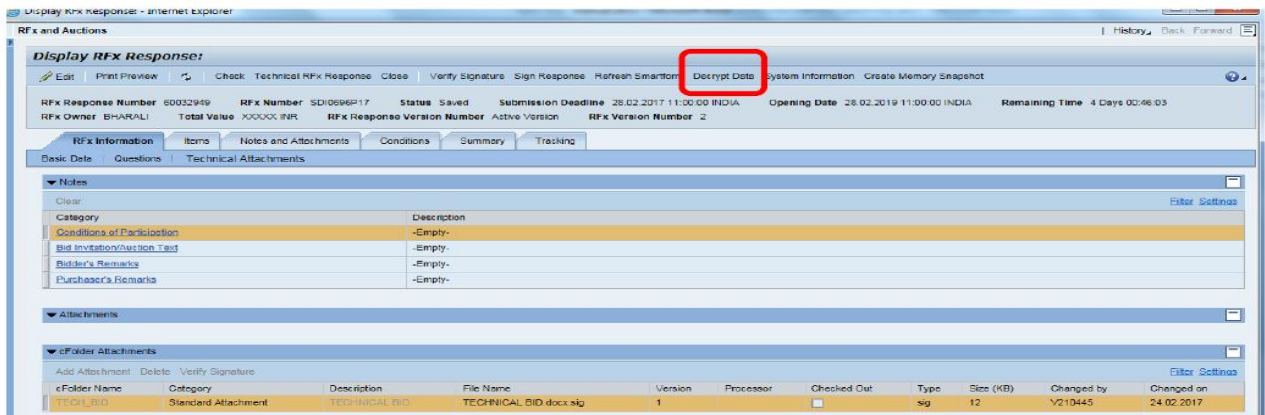 Display RFx Response: - Internet Explorer
RFx and Auctions | History Back Forward
Display RFx Response:
Edit Print Preview Check Technical RFx Response Close Verify Signature Sign Response Refresh Smartform Decrypt Data System Information Create Memory Snapshot
RFx Response Number 60032949 RFx Number SDI0696P17 Status Saved Submission Deadline 28.02.2017 11:00:00 INDIA Opening Date 28.02.2019 11:00:00 INDIA Remaining Time 4 Days 00:46:03
RFx Owner BHARALI Total Value XXXXX INR RFx Response Version Number Active Version RFx Version Number 2
RFx Information Items Notes and Attachments Conditions Summary Tracking
Basic Data | Questions | Technical Attachments
Notes
Clear Filter Settings
Category Description
Conditions of Participation -Empty-
Bid Invitation/Auction Text -Empty-
Bidder's Remarks -Empty-
Purchaser's Remarks -Empty-
Attachments
cFolder Attachments
Add Attachment Delete Verify Signature Filter Settings
cFolder Name Category Description File Name Version Processor Checked Out Type Size (KB) Changed by Changed on
TECH_BID Standard Attachment TECHNICAL BID TECHNICAL BID.docx.sig 1 sig 12 V210445 24.02.2017